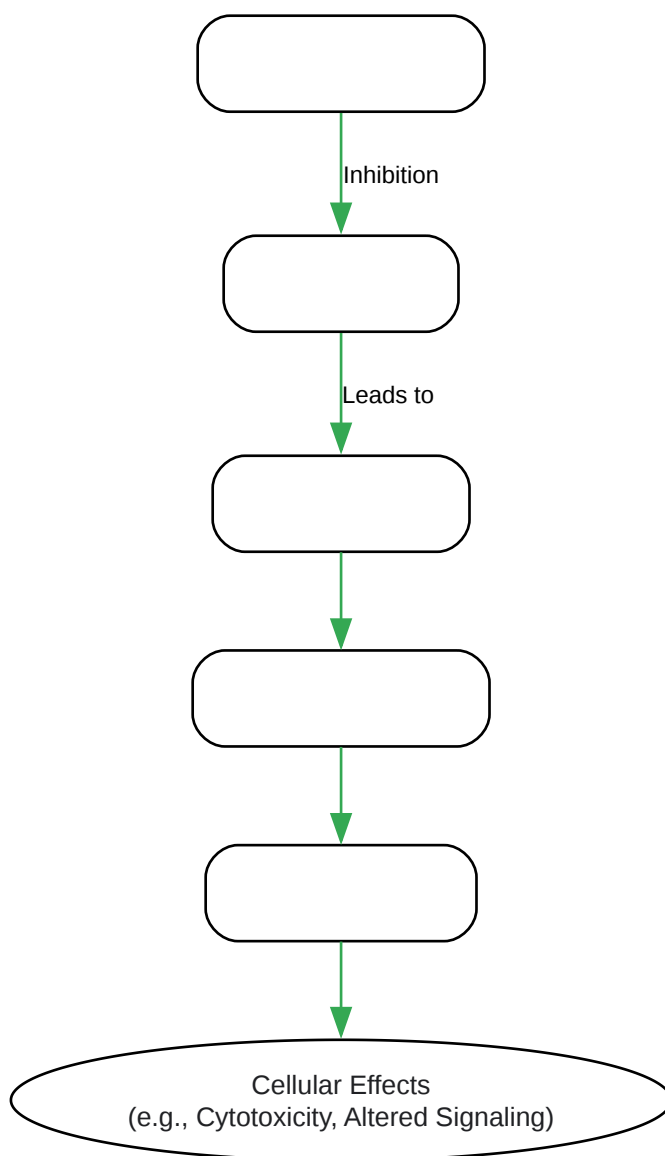 Inhibition
Leads to
Cellular Effects
(e.g., Cytotoxicity, Altered Signaling)